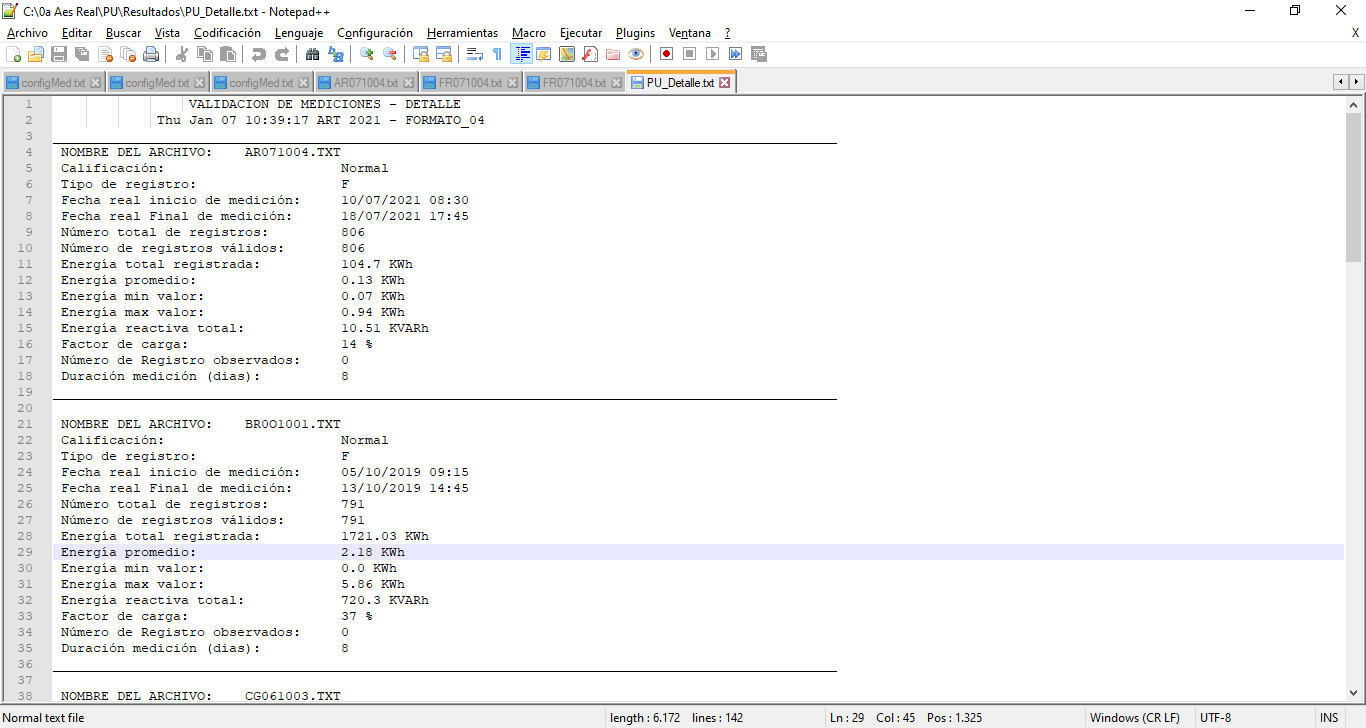 C:\0a Aes Real\PU\Resultados\PU_Detalle.txt - Notepad++
Archivo Editar Buscar Vista Codificación Lenguaje Configuración Herramientas Macro Ejecutar Plugins Ventana ? X
configMed.txt configMed.txt configMed.txt AR071004.txt FR071004.txt FR071004.txt PU_Detalle.txt
1 VALIDACION DE MEDICIONES - DETALLE
2 Thu Jan 07 10:39:17 ART 2021 - FORMATO_04
3
4 NOMBRE DEL ARCHIVO: AR071004.TXT
5 Calificación: Normal
6 Tipo de registro: F
7 Fecha real inicio de medición: 10/07/2021 08:30
8 Fecha real Final de medición: 18/07/2021 17:45
9 Número total de registros: 806
10 Número de registros válidos: 806
11 Energía total registrada: 104.7 KWh
12 Energía promedio: 0.13 KWh
13 Energía min valor: 0.07 KWh
14 Energía max valor: 0.94 KWh
15 Energía reactiva total: 10.51 KVARh
16 Factor de carga: 14 %
17 Número de Registro observados: 0
18 Duración medición (dias): 8
19
20
21 NOMBRE DEL ARCHIVO: BR0O1001.TXT
22 Calificación: Normal
23 Tipo de registro: F
24 Fecha real inicio de medición: 05/10/2019 09:15
25 Fecha real Final de medición: 13/10/2019 14:45
26 Número total de registros: 791
27 Número de registros válidos: 791
28 Energía total registrada: 1721.03 KWh
29 Energía promedio: 2.18 KWh
30 Energía min valor: 0.0 KWh
31 Energía max valor: 5.86 KWh
32 Energía reactiva total: 720.3 KVARh
33 Factor de carga: 37 %
34 Número de Registro observados: 0
35 Duración medición (dias): 8
36
37
38 NOMBRE DEL ARCHIVO: CG061003.TXT
Normal text file length : 6.172 lines : 142 Ln : 29 Col : 45 Pos : 1.325 Windows (CR LF) UTF-8 INS